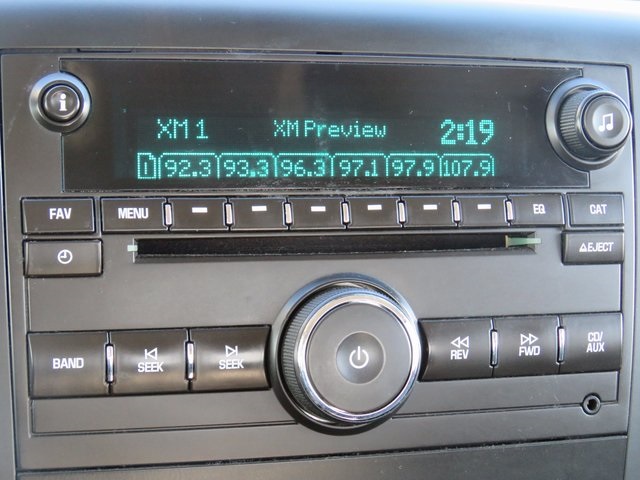 i
XM 1 XM Preview 2:19
1 92.3 93.3 96.3 97.1 97.9 107.9
FAV MENU EQ CAT
EJECT
BAND SEEK SEEK REV FWD CD/
AUX